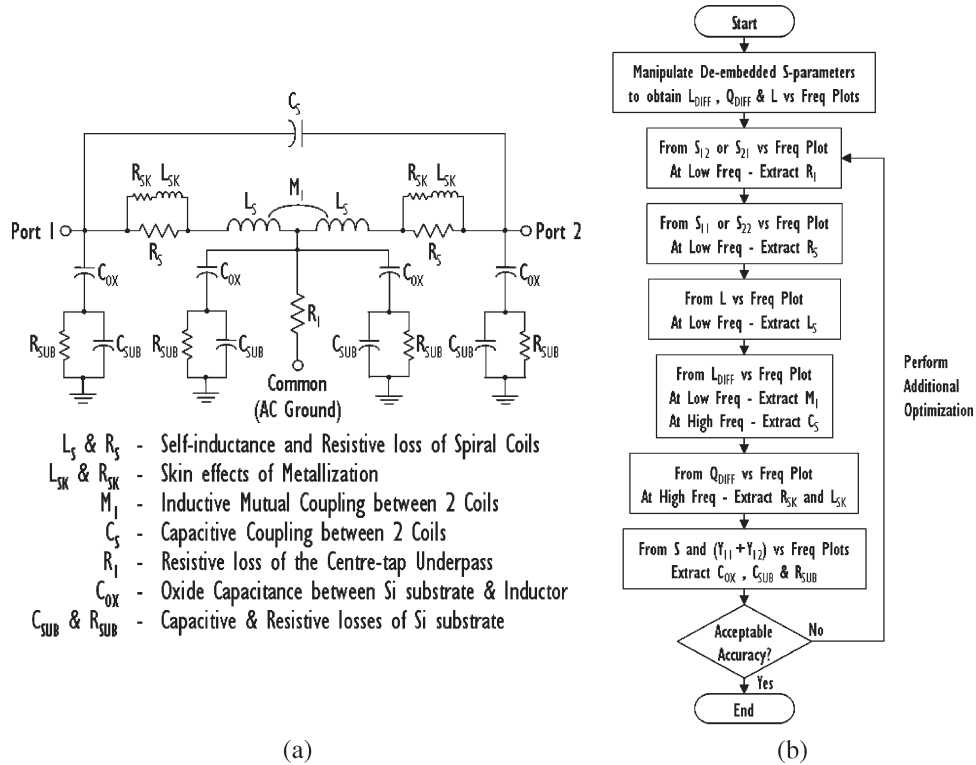 C_S
R_SK L_SK
M_1
R_SK L_SK
Port 1
L_S
L_S
Port 2
R_S
R_S
C_OX
C_OX
C_OX
C_OX
R_1
R_SUB
C_SUB
R_SUB
C_SUB
C_SUB
R_SUB
C_SUB
R_SUB
Common
(AC Ground)
L_S & R_S - Self-inductance and Resistive loss of Spiral Coils
L_SK & R_SK - Skin effects of Metallization
M_1 - Inductive Mutual Coupling between 2 Coils
C_S - Capacitive Coupling between 2 Coils
R_1 - Resistive loss of the Centre-tap Underpass
C_OX - Oxide Capacitance between Si substrate & Inductor
C_SUB & R_SUB - Capacitive & Resistive losses of Si substrate
(a)
Start
Manipulate De-embedded S-parameters
to obtain L_DIFF , Q_DIFF & L vs Freq Plots
From S_12 or S_21 vs Freq Plot
At Low Freq - Extract R_1
From S_11 or S_22 vs Freq Plot
At Low Freq - Extract R_S
From L vs Freq Plot
At Low Freq - Extract L_S
From L_DIFF vs Freq Plot
At Low Freq - Extract M_1
At High Freq - Extract C_S
From Q_DIFF vs Freq Plot
At High Freq - Extract R_SK and L_SK
From S and (Y_11+Y_12) vs Freq Plots
Extract C_OX , C_SUB & R_SUB
Acceptable
Accuracy?
No
Yes
End
Perform
Additional
Optimization
(b)